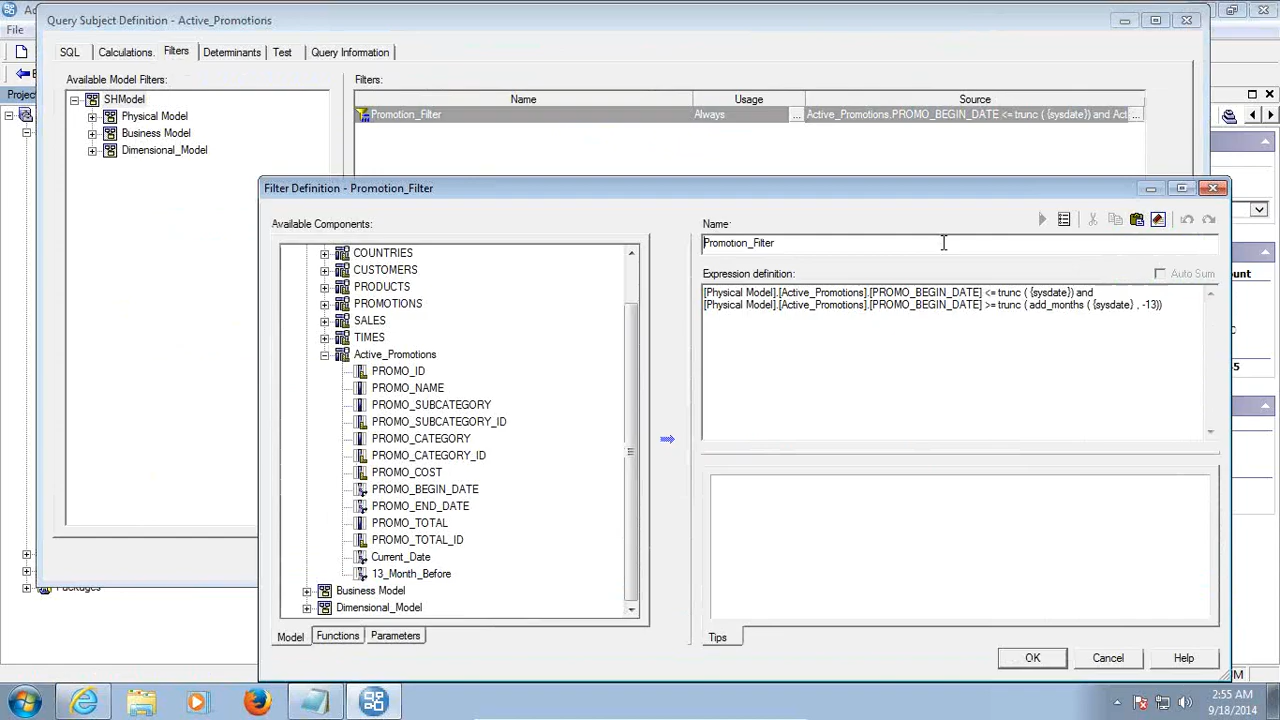 Query Subject Definition - Active_Promotions
File
SQL
Calculations.
Filters
Determinants
Test
Query Information
Available Model Filters:
SHModel
Physical Model
Business Model
Dimensional_Model
Filters:
Name
Usage
Source
Promotion_Filter
Always
...
Active_Promotions.PROMO_BEGIN_DATE <= trunc ( {sysdate}) and Act
...
Filter Definition - Promotion_Filter
Available Components:
COUNTRIES
CUSTOMERS
PRODUCTS
PROMOTIONS
SALES
TIMES
Active_Promotions
PROMO_ID
PROMO_NAME
PROMO_SUBCATEGORY
PROMO_SUBCATEGORY_ID
PROMO_CATEGORY
PROMO_CATEGORY_ID
PROMO_COST
PROMO_BEGIN_DATE
PROMO_END_DATE
PROMO_TOTAL
PROMO_TOTAL_ID
Current_Date
13_Month_Before
Business Model
Dimensional_Model
Model
Functions
Parameters
Name:
Promotion_Filter
Expression definition:
Auto Sum
[Physical Model].[Active_Promotions].[PROMO_BEGIN_DATE] <= trunc ( {sysdate}) and
[Physical Model].[Active_Promotions].[PROMO_BEGIN_DATE] >= trunc ( add_months ( {sysdate} , -13))
Tips
OK
Cancel
Help
2:55 AM
9/18/2014